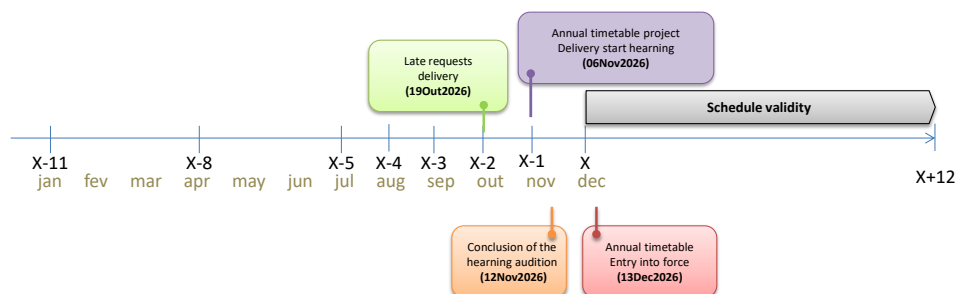 Annual timetable project
Delivery start hearning
(06Nov2026)
Late requests
delivery
(19Out2026)
Schedule validity
X-11 X-8 X-5 X-4 X-3 X-2 X-1 X
jan fev mar apr may jun jul aug sep out nov dec
X+12
Conclusion of the
hearning audition
(12Nov2026)
Annual timetable
Entry into force
(13Dec2026)